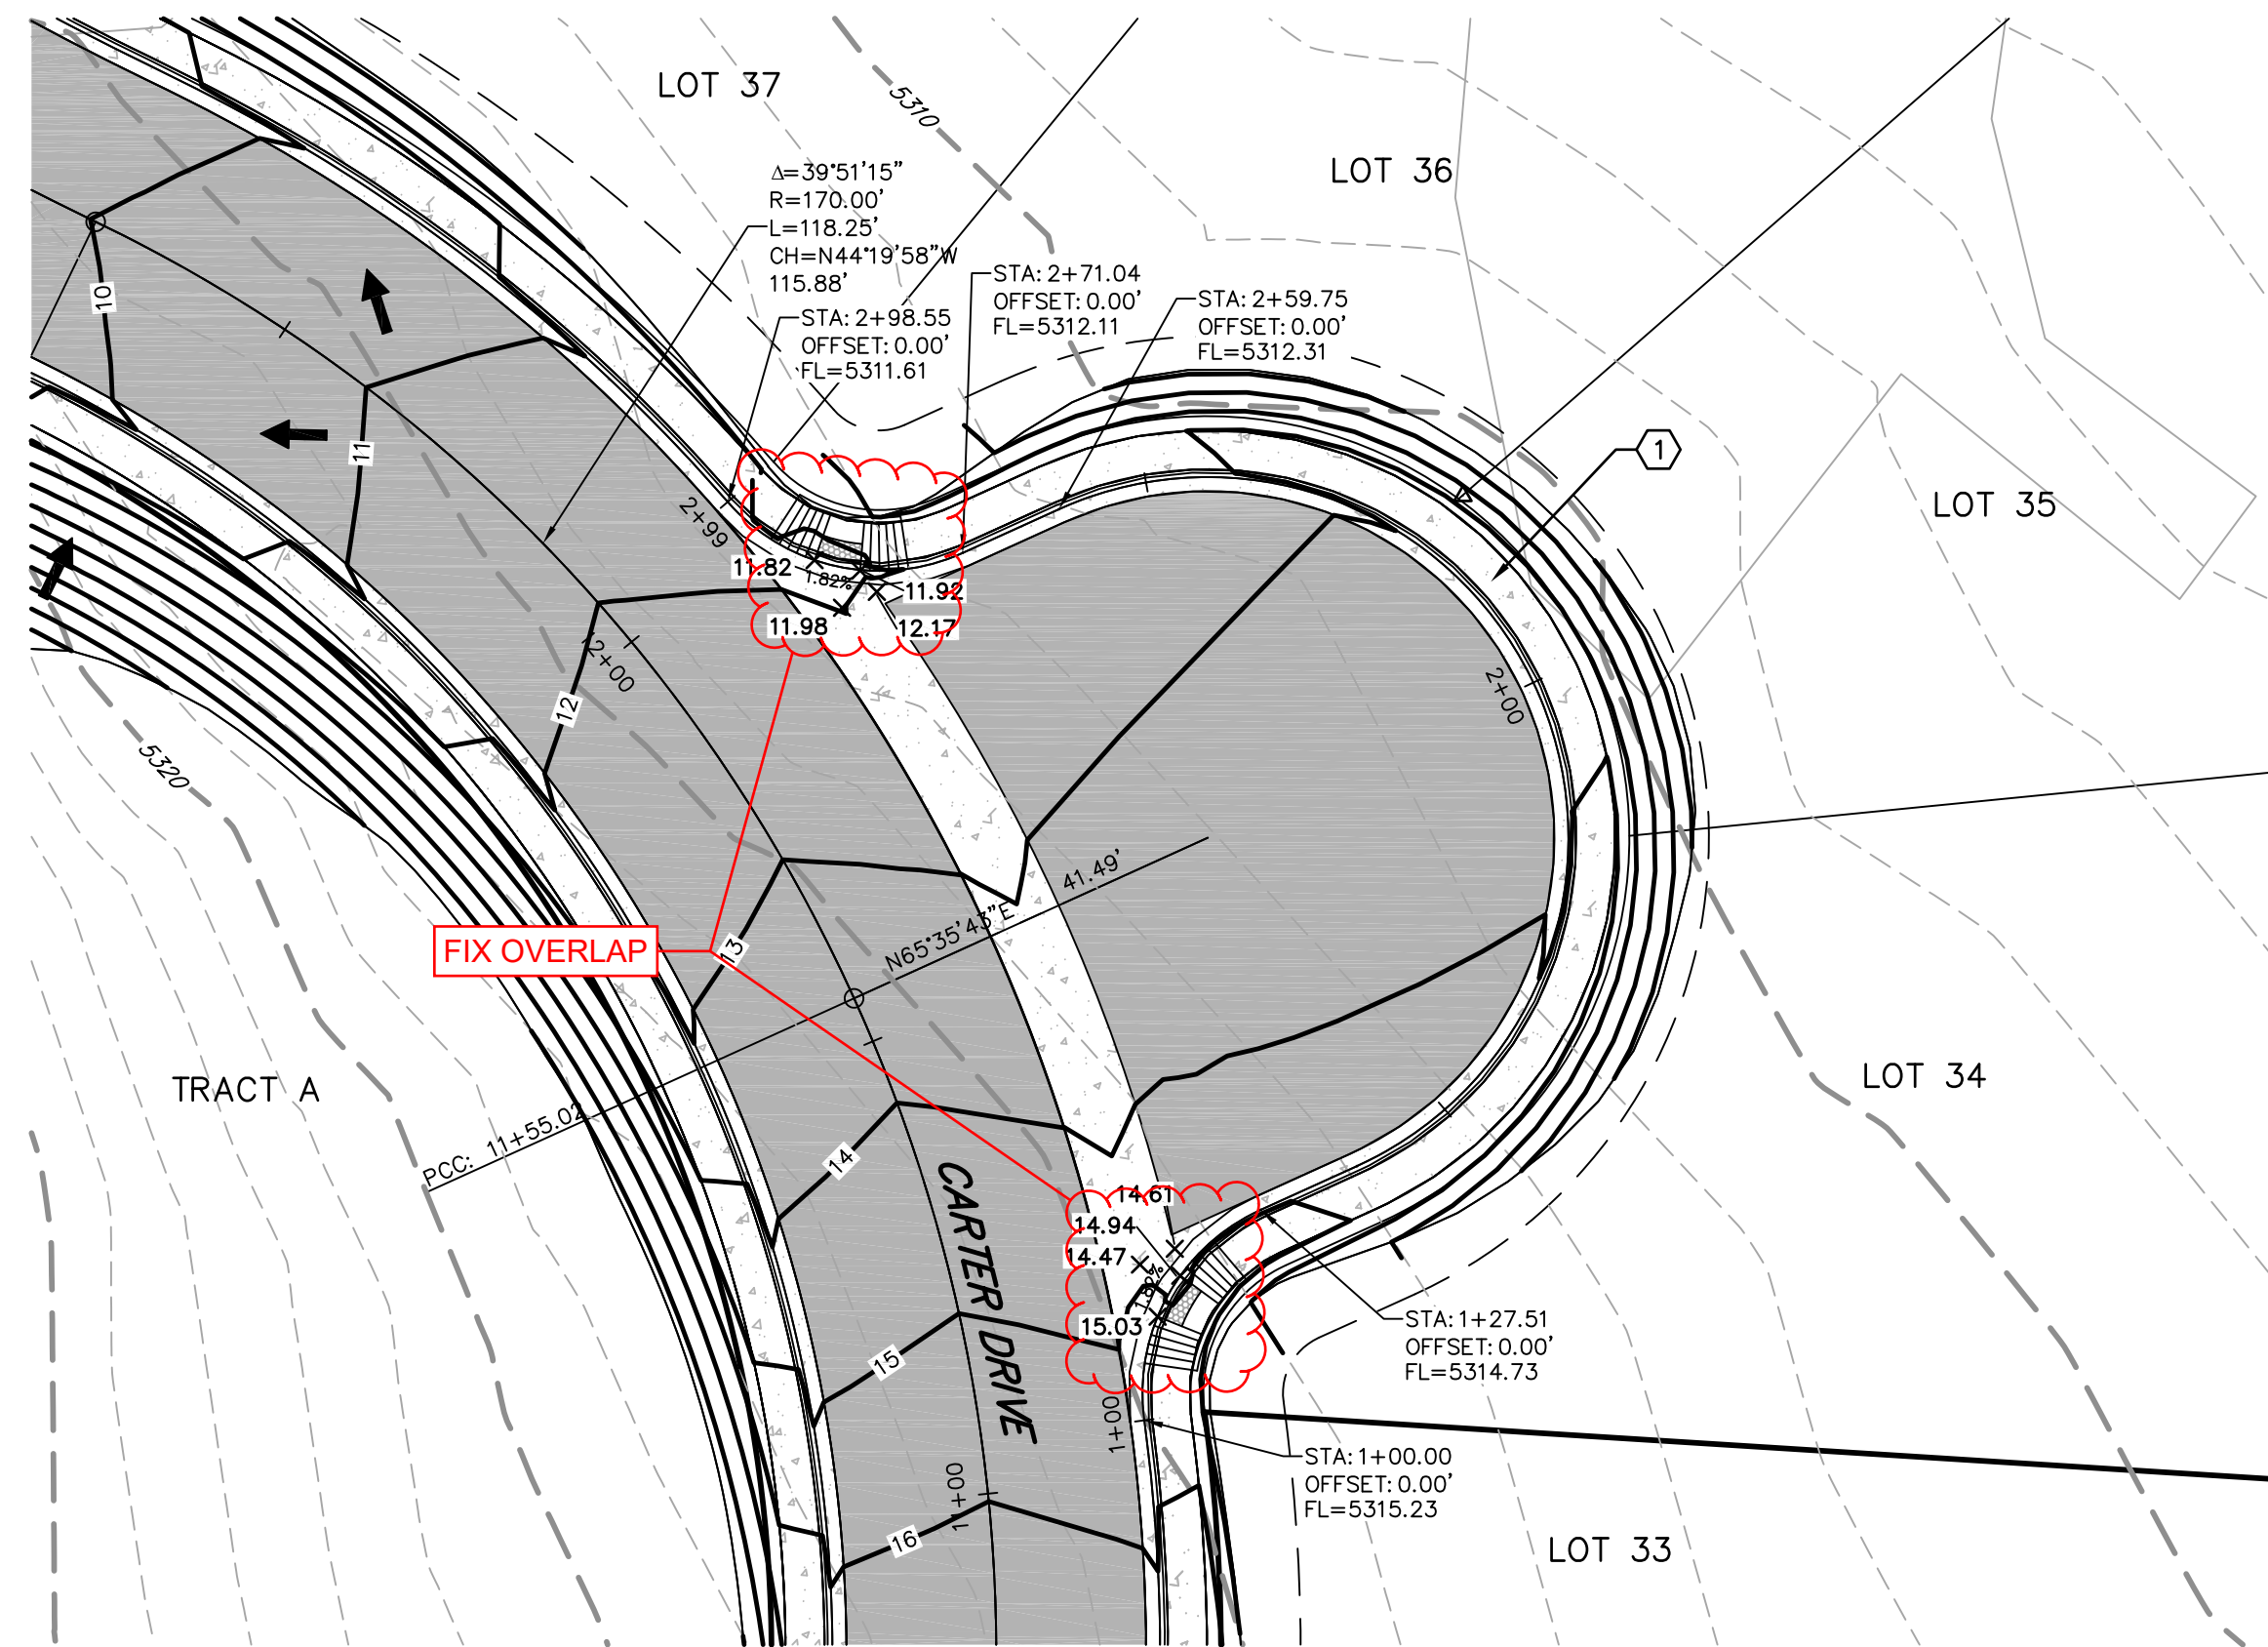 LOT 37
5310
LOT 36
Δ=39°51'15"
R=170.00'
L=118.25'
CH=N44°19'58"W
115.88'
STA: 2+98.55
OFFSET: 0.00'
FL=5311.61
STA: 2+71.04
OFFSET: 0.00'
FL=5312.11
STA: 2+59.75
OFFSET: 0.00'
FL=5312.31
10
11
1
LOT 35
2+99
11.82
1.82%
11.92
11.98
12.17
12+00
12
2+00
5320
41.49'
N65°35'43"E
13
FIX OVERLAP
TRACT A
PCC: 11+55.02
LOT 34
14
CARTER DRIVE
14.61
14.94
14.47
1.82%
15.03
15
STA: 1+27.51
OFFSET: 0.00'
FL=5314.73
1+00
STA: 1+00.00
OFFSET: 0.00'
FL=5315.23
11+00
16
LOT 33